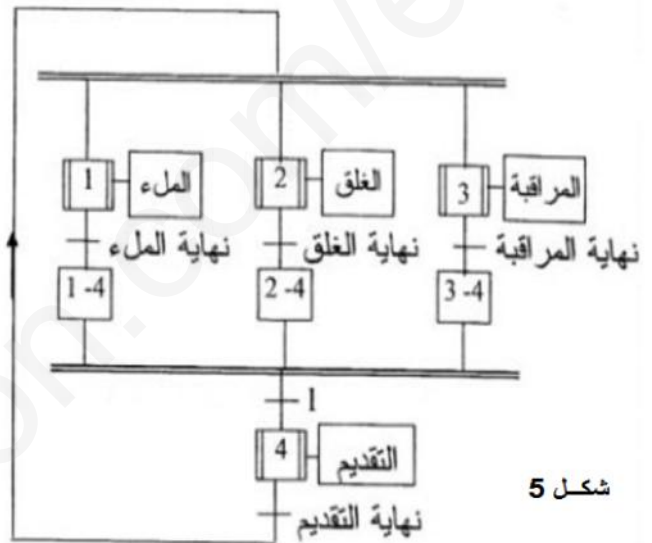 1 الملء 2 الغلق 3 المراقبة
نهاية الملء نهاية الغلق نهاية المراقبة
1-4 2-4 3-4
1
4 التقديم
شكل 5
نهاية التقديم